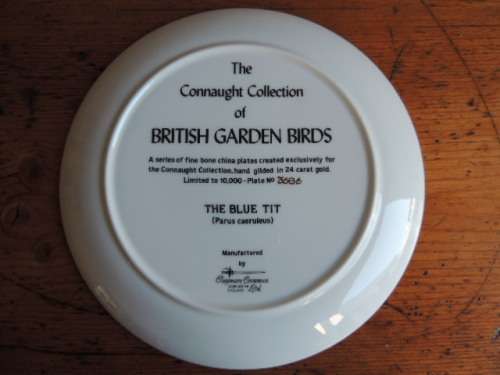 The
Connaught Collection
of
BRITISH GARDEN BIRDS
A series of fine bone china plates created exclusively for
the Connaught Collection, hand gilded in 24 carat gold.
Limited to 10,000 - Plate No
THE BLUE TIT
(Parus caeruleus)
Manufactured
by
Ltd.